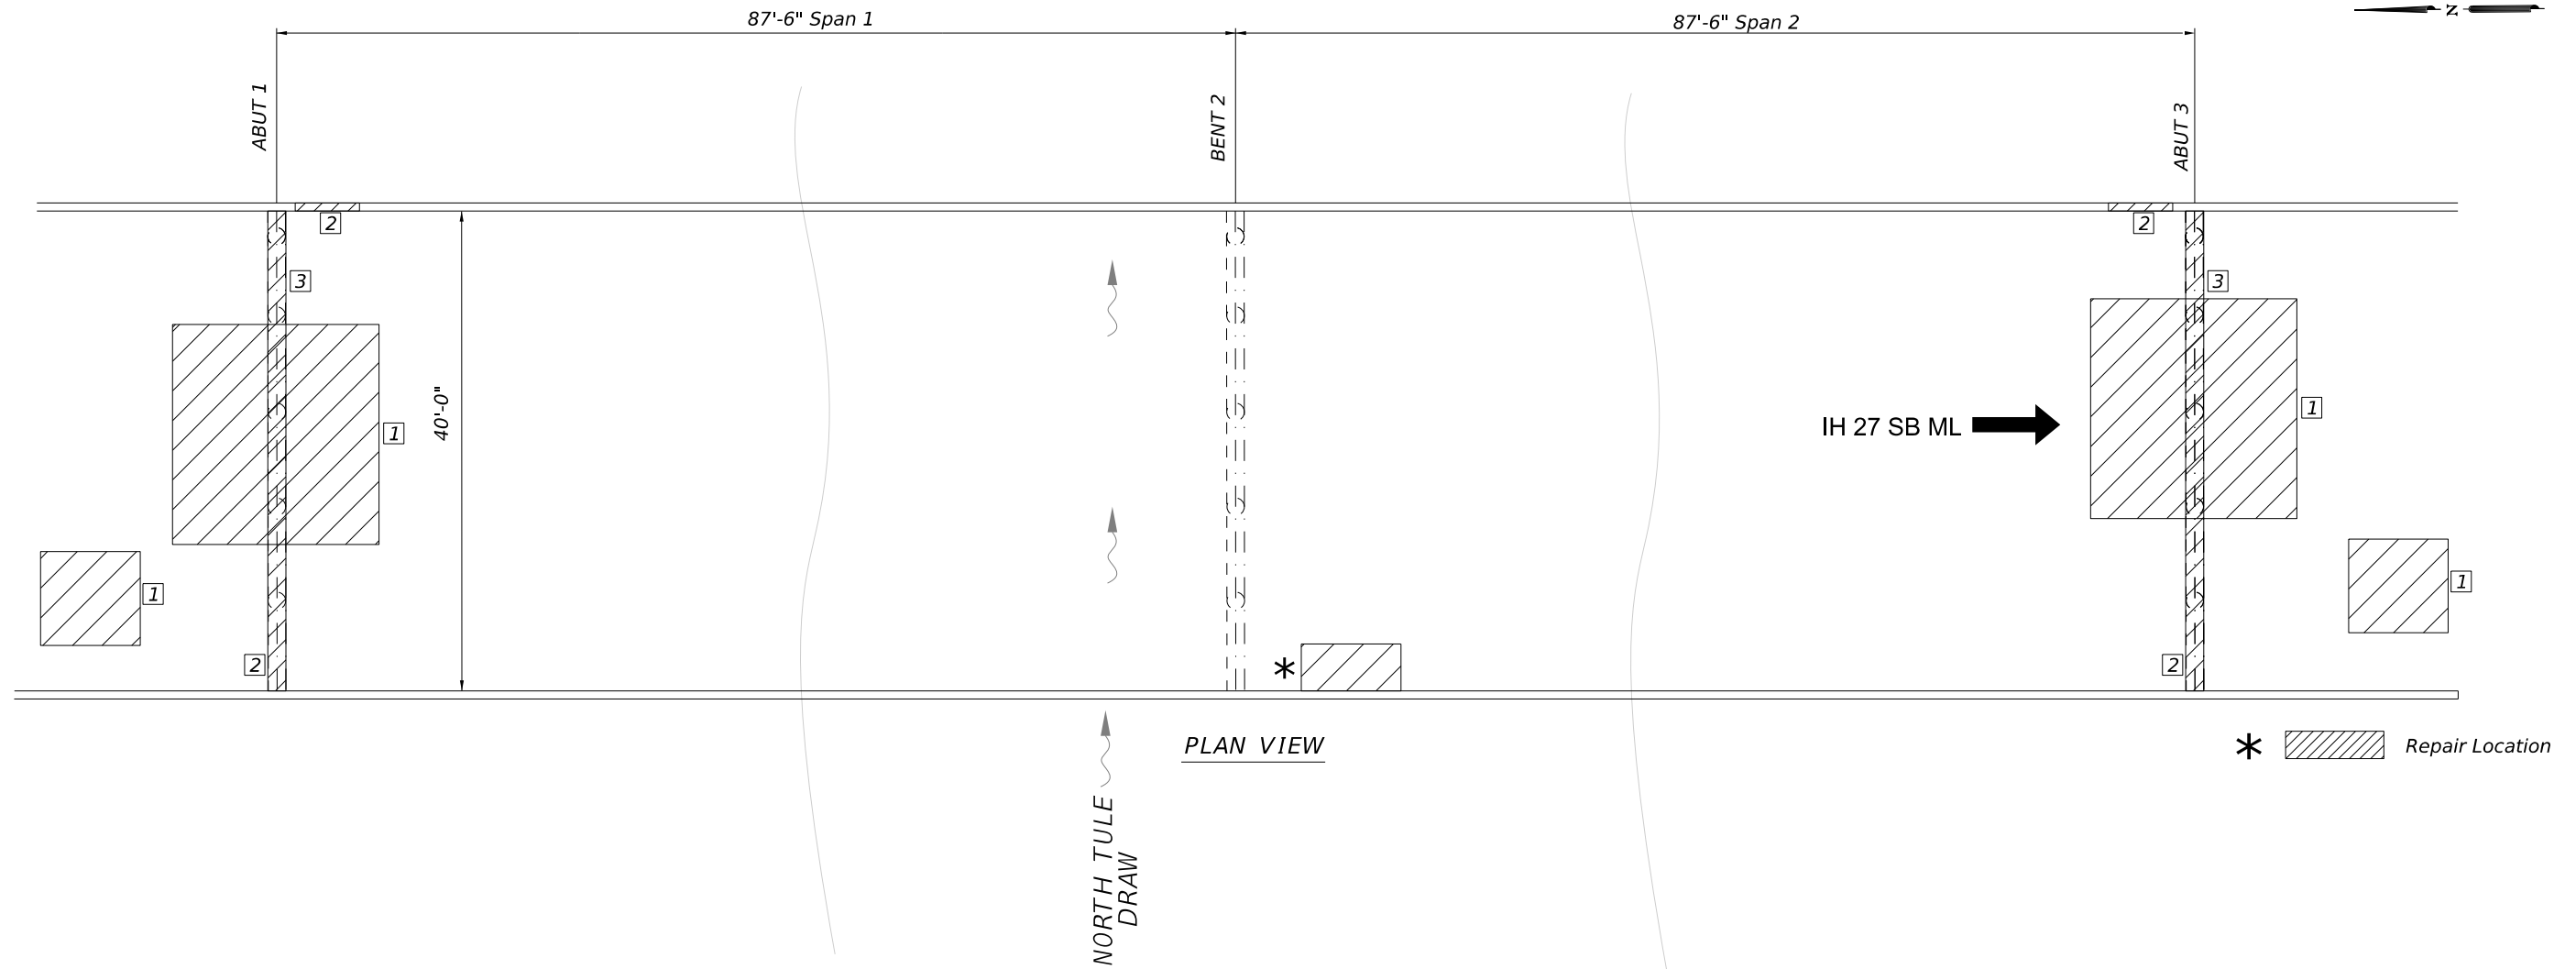 87'-6" Span 1
87'-6" Span 2
N
ABUT 1
BENT 2
ABUT 3
2
2
3
3
1
40'-0"
IH 27 SB ML
1
1
1
2
*
2
PLAN VIEW
* Repair Location
NORTH TULE
DRAW